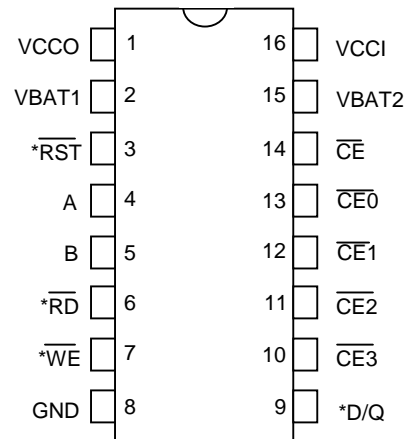 VCCO 1 16 VCCI
VBAT1 2 15 VBAT2
*RST 3 14 CE
A 4 13 CE0
B 5 12 CE1
*RD 6 11 CE2
*WE 7 10 CE3
GND 8 9 *D/Q